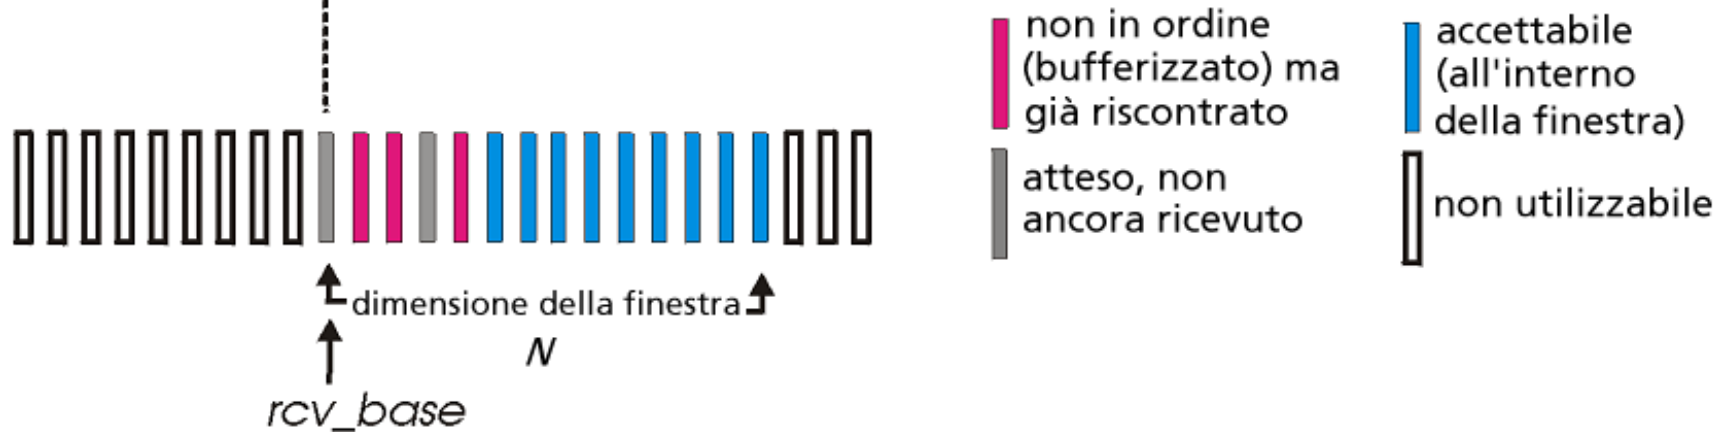 non in ordine
(bufferizzato) ma
già riscontrato
atteso, non
ancora ricevuto
accettabile
(all'interno
della finestra)
non utilizzabile
dimensione della finestra
N
rcv_base